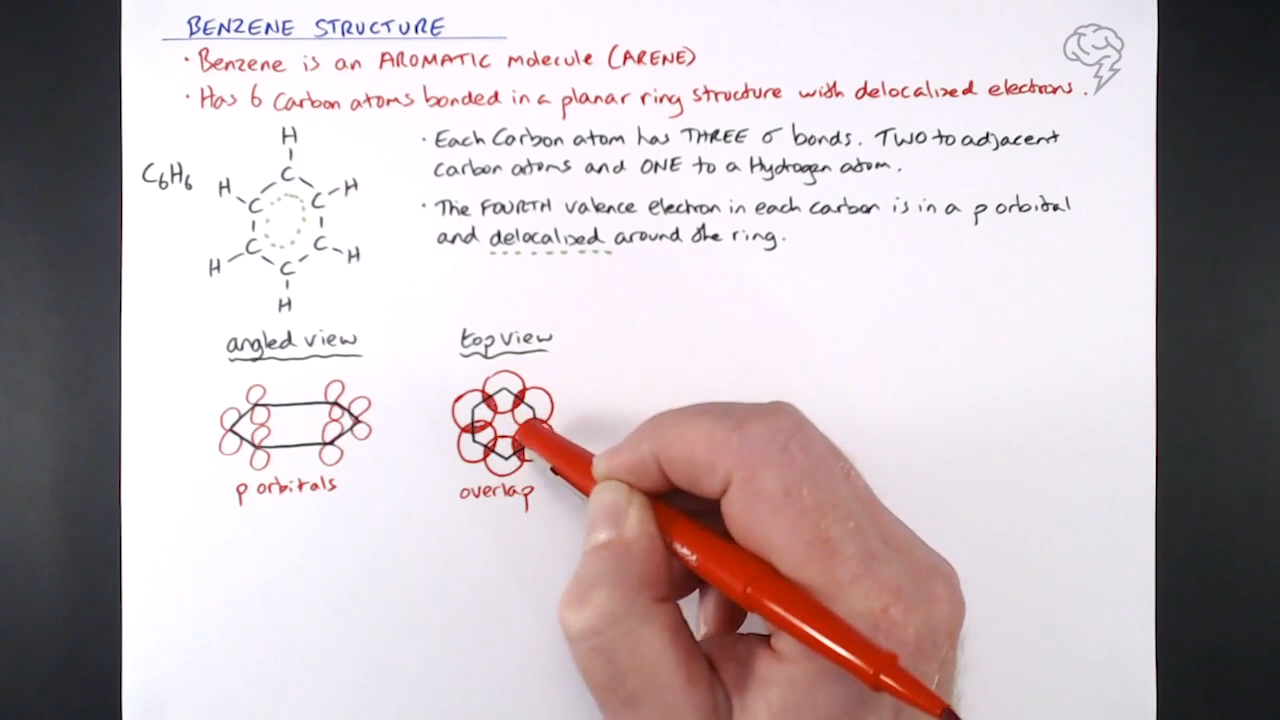 BENZENE STRUCTURE
· Benzene is an AROMATIC molecule (ARENE)
· Has 6 carbon atoms bonded in a planar ring structure with delocalised electrons.
· Each Carbon atom has THREE σ bonds. TWO to adjacent
carbon atoms and ONE to a Hydrogen atom.
· The FOURTH valence electron in each carbon is in a p orbital
and delocalised around the ring.
C6H6
H
C
H C C H
H C C H
C
H
angled view
top view
p orbitals
overlap